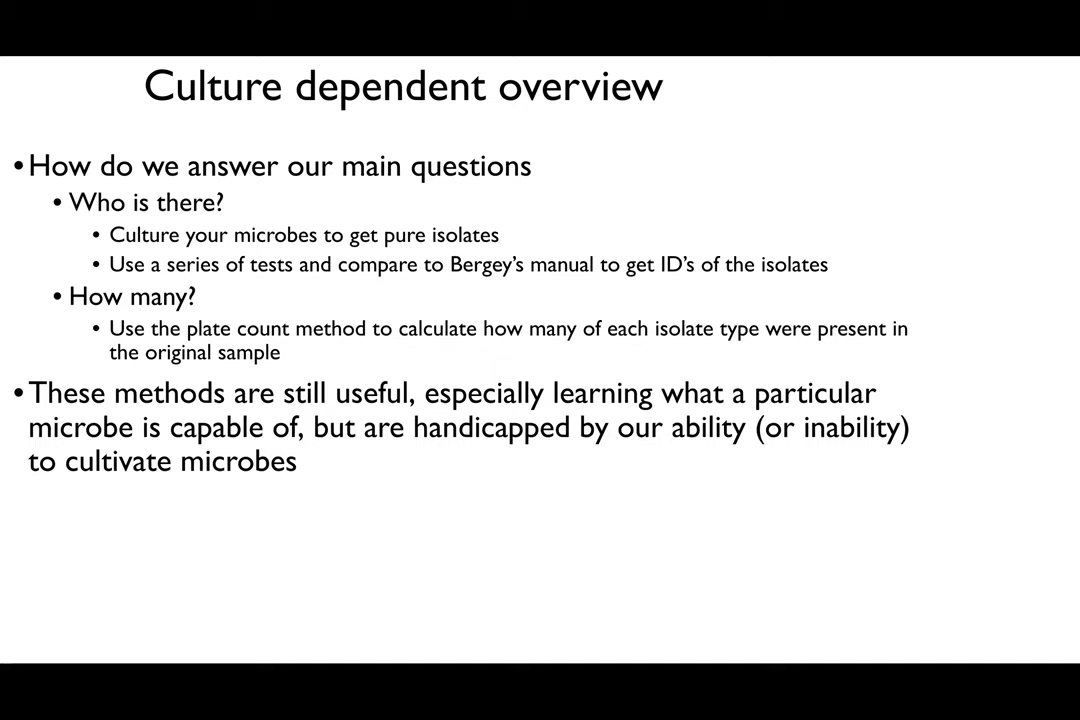 Culture dependent overview
•How do we answer our main questions
• Who is there?
• Culture your microbes to get pure isolates
• Use a series of tests and compare to Bergey's manual to get ID's of the isolates
• How many?
• Use the plate count method to calculate how many of each isolate type were present in
the original sample
•These methods are still useful, especially learning what a particular
microbe is capable of, but are handicapped by our ability (or inability)
to cultivate microbes